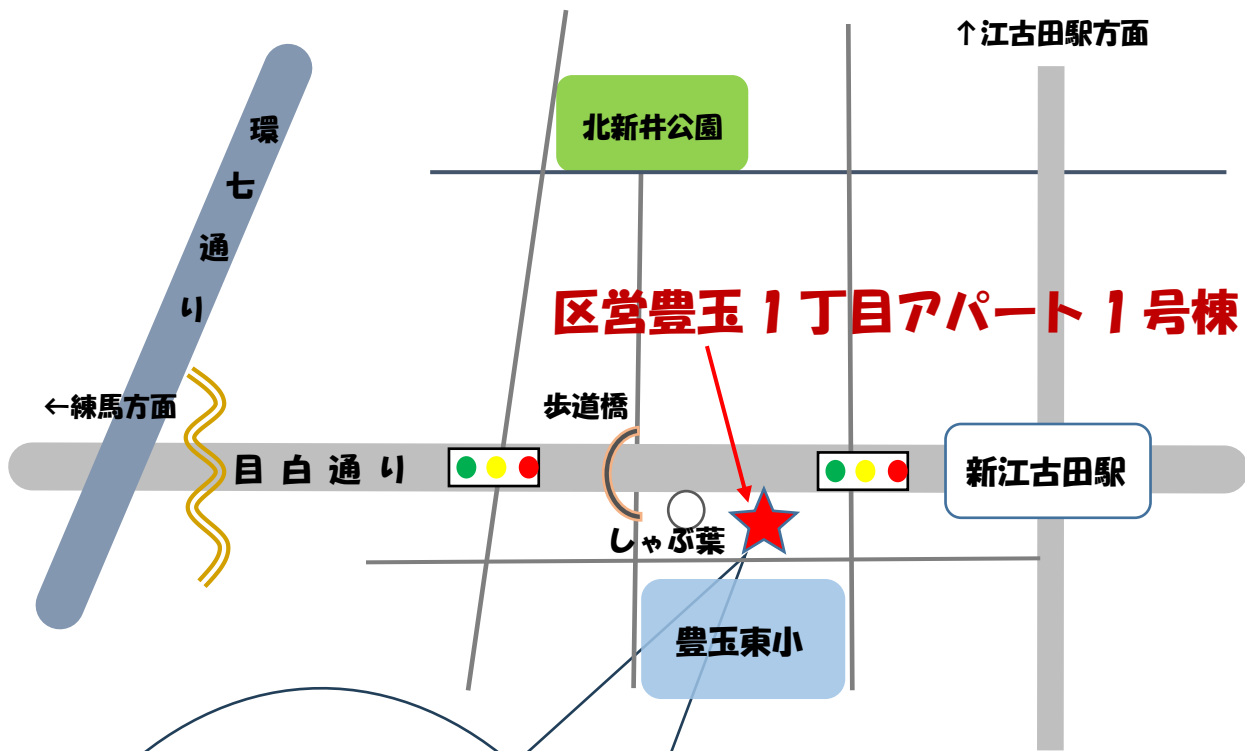 ↑江古田駅方面
北新井公園
環七通り
区営豊玉1丁目アパート1号棟
←練馬方面
歩道橋
目白通り
新江古田駅
しゃぶ葉
豊玉東小